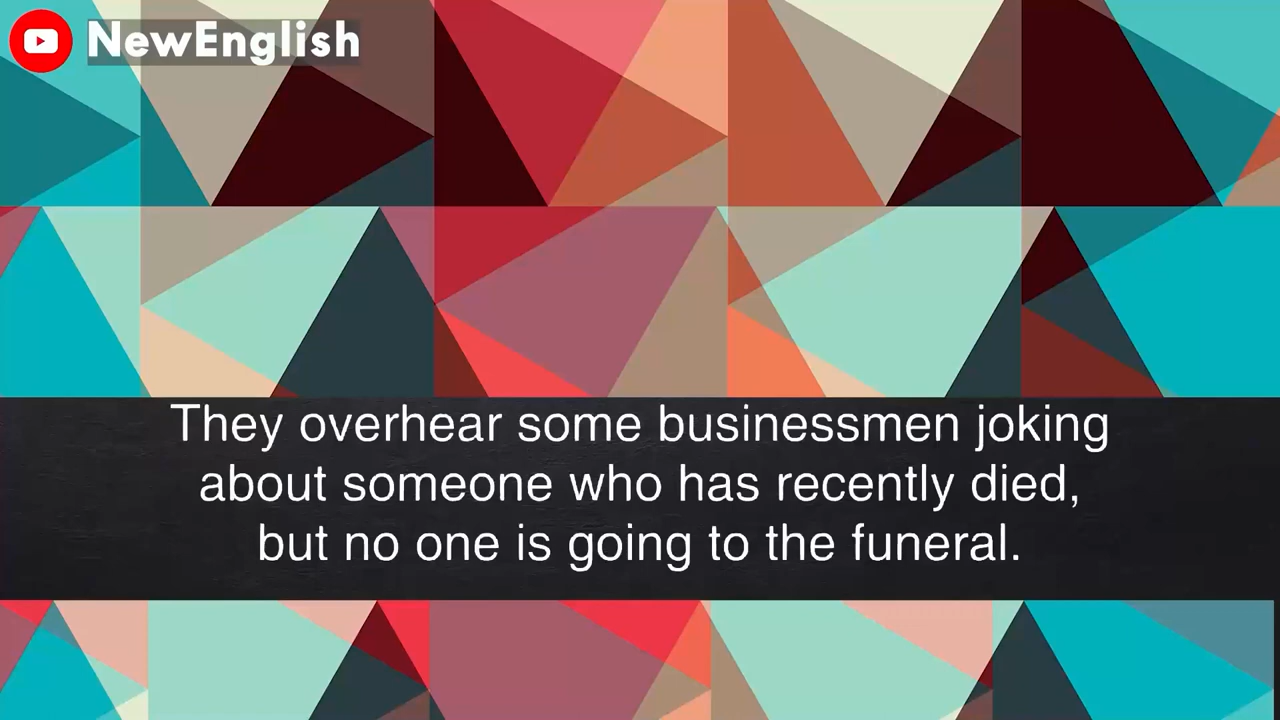 NewEnglish
They overhear some businessmen joking
about someone who has recently died,
but no one is going to the funeral.